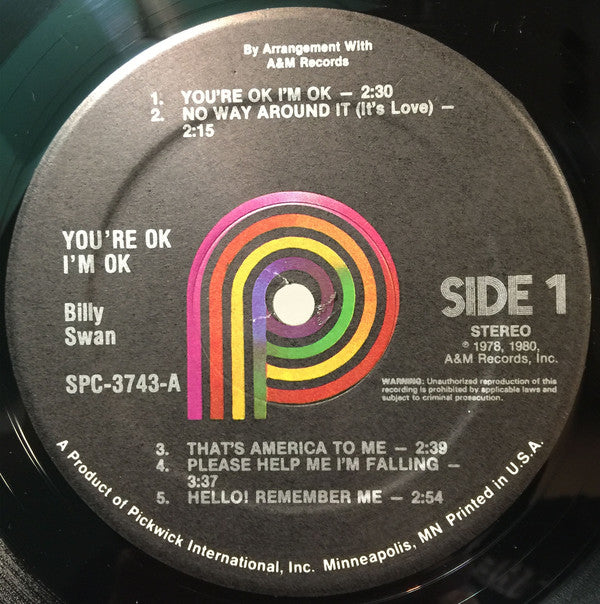 By Arrangement With
A&M Records
1. YOU'RE OK I'M OK – 2:30
2. NO WAY AROUND IT (It's Love) –
2:15
YOU'RE OK
I'M OK
Billy
Swan
SPC-3743-A
SIDE 1
STEREO
℗ 1978, 1980,
A&M Records, Inc.
WARNING: Unauthorized reproduction of this
recording is prohibited by applicable laws and
subject to criminal prosecution.
3. THAT'S AMERICA TO ME – 2:39
4. PLEASE HELP ME I'M FALLING –
3:37
5. HELLO! REMEMBER ME – 2:54
A Product of Pickwick International, Inc. Minneapolis, MN Printed in U.S.A.